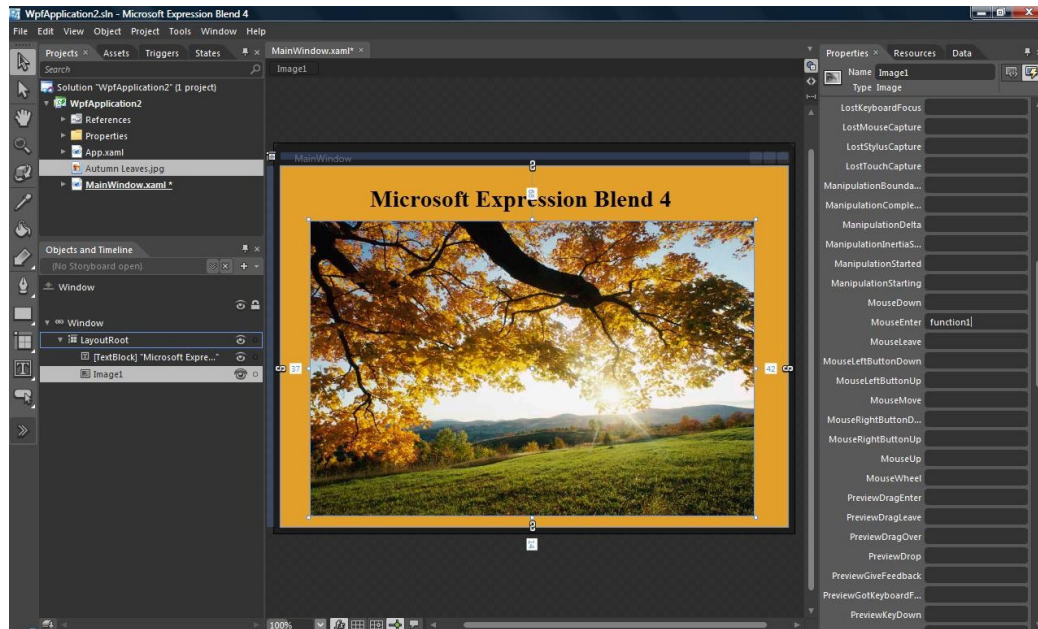 WpfApplication2.sln - Microsoft Expression Blend 4
File Edit View Object Project Tools Window Help
Projects × Assets Triggers States
Search
Solution "WpfApplication2" (1 project)
WpfApplication2
References
Properties
App.xaml
Autumn Leaves.jpg
MainWindow.xaml *
Objects and Timeline
(No Storyboard open)
Window
Window
LayoutRoot
[TextBlock] "Microsoft Expre..."
Image1
MainWindow.xaml* ×
Image1
MainWindow
Microsoft Expression Blend 4
37
42
100%
Properties × Resources Data
Name Image1
Type Image
LostKeyboardFocus
LostMouseCapture
LostStylusCapture
LostTouchCapture
ManipulationBounda...
ManipulationComple...
ManipulationDelta
ManipulationInertiaS...
ManipulationStarted
ManipulationStarting
MouseDown
MouseEnter function1
MouseLeave
MouseLeftButtonDown
MouseLeftButtonUp
MouseMove
MouseRightButtonD...
MouseRightButtonUp
MouseUp
MouseWheel
PreviewDragEnter
PreviewDragLeave
PreviewDragOver
PreviewDrop
PreviewGiveFeedback
PreviewGotKeyboardF...
PreviewKeyDown